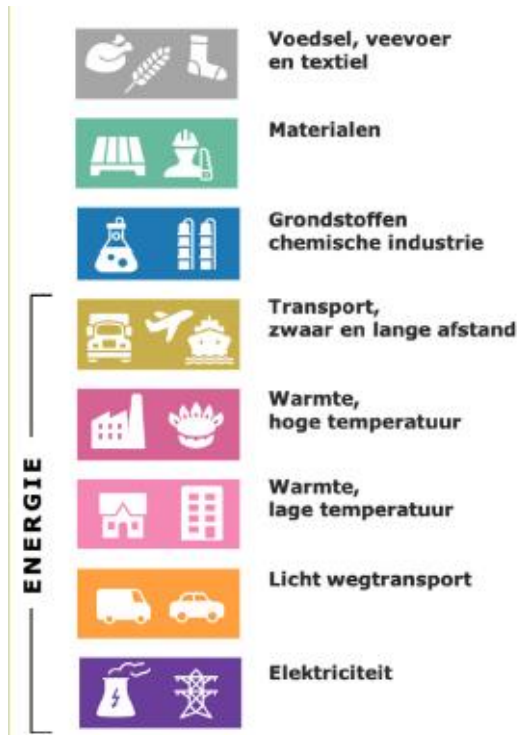 Voedsel, veevoer
en textiel
Materialen
Grondstoffen
chemische industrie
Transport,
zwaar en lange afstand
Warmte,
hoge temperatuur
Warmte,
lage temperatuur
Licht wegtransport
Elektriciteit
ENERGIE